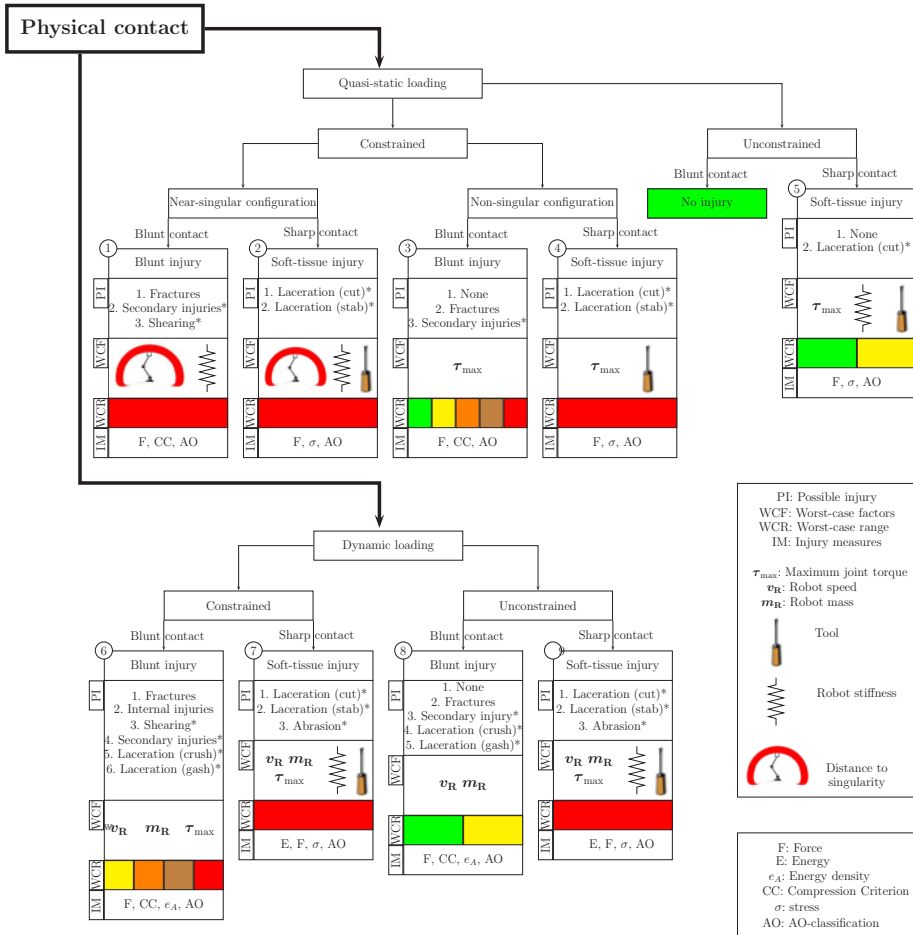 Physical contact
Quasi-static loading
Constrained
Unconstrained
Near-singular configuration
Non-singular configuration
Blunt contact
No injury
Sharp contact
5
Soft-tissue injury
PI
1. None
2. Laceration (cut)*
WCF
τmax
WCR
IM
F, σ, AO
Blunt contact
1
Blunt injury
PI
1. Fractures
2. Secondary injuries*
3. Shearing*
WCF
WCR
IM
F, CC, AO
Sharp contact
2
Soft-tissue injury
PI
1. Laceration (cut)*
2. Laceration (stab)*
WCF
WCR
IM
F, σ, AO
Blunt contact
3
Blunt injury
PI
1. None
2. Fractures
3. Secondary injuries*
WCF
τmax
WCR
IM
F, CC, AO
Sharp contact
4
Soft-tissue injury
PI
1. Laceration (cut)*
2. Laceration (stab)*
WCF
τmax
WCR
IM
F, σ, AO
Dynamic loading
Constrained
Unconstrained
Blunt contact
6
Blunt injury
PI
1. Fractures
2. Internal injuries
3. Shearing*
4. Secondary injuries*
5. Laceration (crush)*
6. Laceration (gash)*
WCF
vR mR τmax
WCR
IM
F, CC, eA, AO
Sharp contact
7
Soft-tissue injury
PI
1. Laceration (cut)*
2. Laceration (stab)*
3. Abrasion*
WCF
vR mR
τmax
WCR
IM
E, F, σ, AO
Blunt contact
8
Blunt injury
PI
1. None
2. Fractures
3. Secondary injury*
4. Laceration (crush)*
5. Laceration (gash)*
WCF
vR mR
WCR
IM
F, CC, eA, AO
Sharp contact
9
Soft-tissue injury
PI
1. Laceration (cut)*
2. Laceration (stab)*
3. Abrasion*
WCF
vR mR
τmax
WCR
IM
E, F, σ, AO
PI: Possible injury
WCF: Worst-case factors
WCR: Worst-case range
IM: Injury measures
τmax: Maximum joint torque
vR: Robot speed
mR: Robot mass
Tool
Robot stiffness
Distance to
singularity
F: Force
E: Energy
eA: Energy density
CC: Compression Criterion
σ: stress
AO: AO-classification